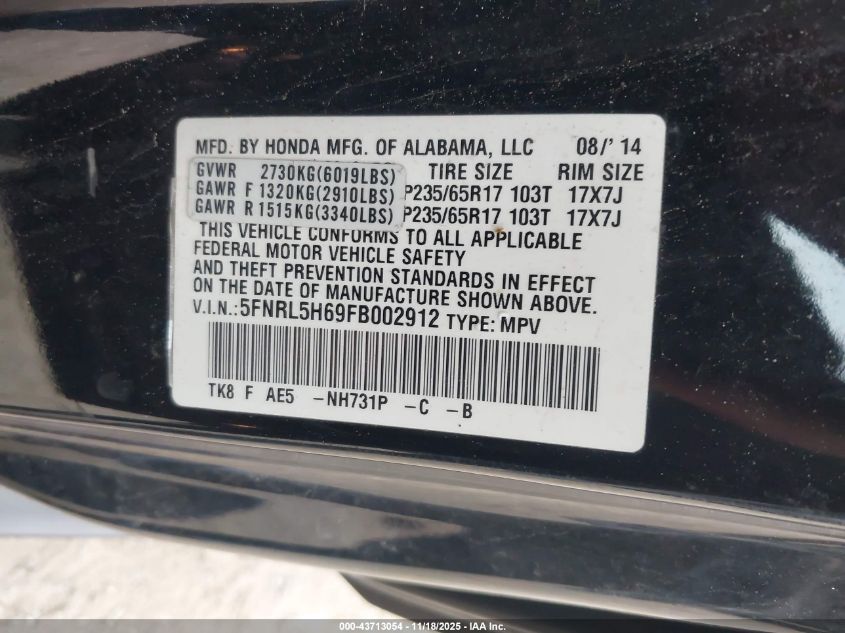 MFD. BY HONDA MFG. OF ALABAMA, LLC 08/'14
GVWR 2730KG(6019LBS) TIRE SIZE RIM SIZE
GAWR F 1320KG(2910LBS) P235/65R17 103T 17X7J
GAWR R 1515KG(3340LBS) P235/65R17 103T 17X7J
THIS VEHICLE CONFORMS TO ALL APPLICABLE
FEDERAL MOTOR VEHICLE SAFETY
AND THEFT PREVENTION STANDARDS IN EFFECT
ON THE DATE OF MANUFACTURE SHOWN ABOVE.
V.I.N.:5FNRL5H69FB002912 TYPE: MPV
TK8 F AE5 -NH731P -C -B
000-43713054 - 11/18/2025 - IAA Inc.